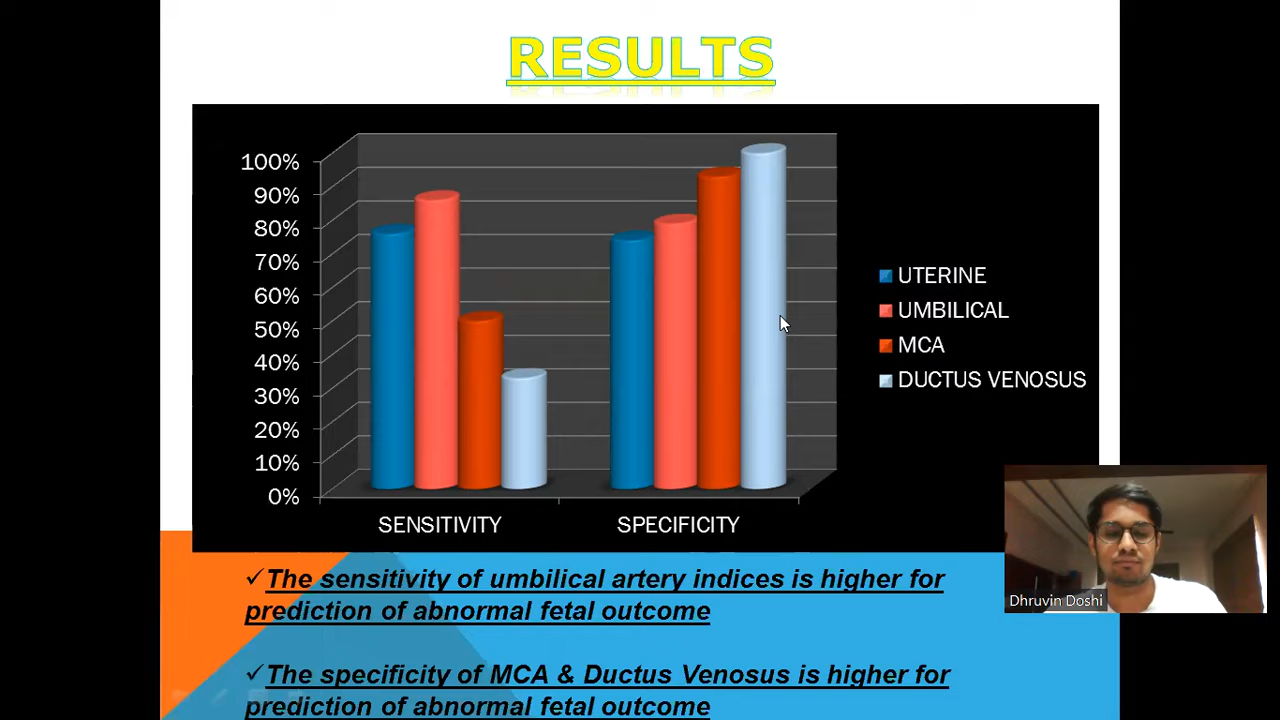 RESULTS
100%
90%
80%
70%
60%
50%
40%
30%
20%
10%
0%
SENSITIVITY
SPECIFICITY
UTERINE
UMBILICAL
MCA
DUCTUS VENOSUS
Dhruvin Doshi
✓The sensitivity of umbilical artery indices is higher for
prediction of abnormal fetal outcome
✓The specificity of MCA & Ductus Venosus is higher for
prediction of abnormal fetal outcome